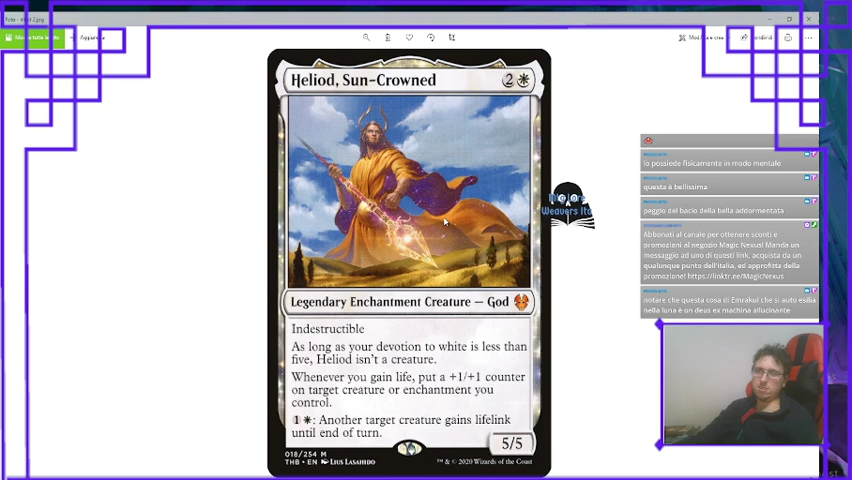 Foto - eliod 2.jpg
Heliod, Sun-Crowned
2
Legendary Enchantment Creature — God
Indestructible
As long as your devotion to white is less than
five, Heliod isn't a creature.
Whenever you gain life, put a +1/+1 counter
on target creature or enchantment you
control.
1 : Another target creature gains lifelink
until end of turn.
5/5
018/254 M
THB • EN LIUS LASAHIDO
™ & © 2020 Wizards of the Coast
Weavers Ita
lo possiede fisicamente in modo mentale
questa è bellissima
peggio del bacio della bella addormentata
Abbonati al canale per ottenere sconti e
promozioni al negozio Magic Nexus! Manda un
messaggio ad uno di questi link, acquista da un
qualunque punto dell'italia, ed approfitta della
promozione! https://linktr.ee/MagicNexus
notare che questa cosa di Emrakul che si auto esilia
nella luna è un deus ex machina allucinante